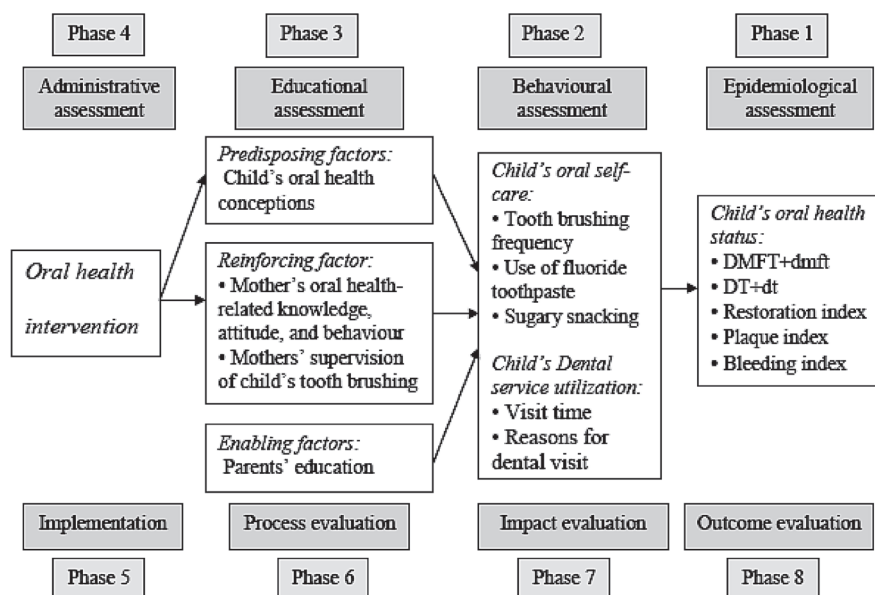 Phase 4
Phase 3
Phase 2
Phase 1
Administrative
assessment
Educational
assessment
Behavioural
assessment
Epidemiological
assessment
Oral health
intervention
Predisposing factors:
Child's oral health
conceptions
Reinforcing factor:
• Mother's oral health-
related knowledge,
attitude, and behaviour
• Mothers' supervision
of child's tooth brushing
Enabling factors:
Parents' education
Child's oral self-
care:
• Tooth brushing
frequency
• Use of fluoride
toothpaste
• Sugary snacking
Child's Dental
service utilization:
• Visit time
• Reasons for
dental visit
Child's oral health
status:
• DMFT+dmft
• DT+dt
• Restoration index
• Plaque index
• Bleeding index
Implementation
Process evaluation
Impact evaluation
Outcome evaluation
Phase 5
Phase 6
Phase 7
Phase 8